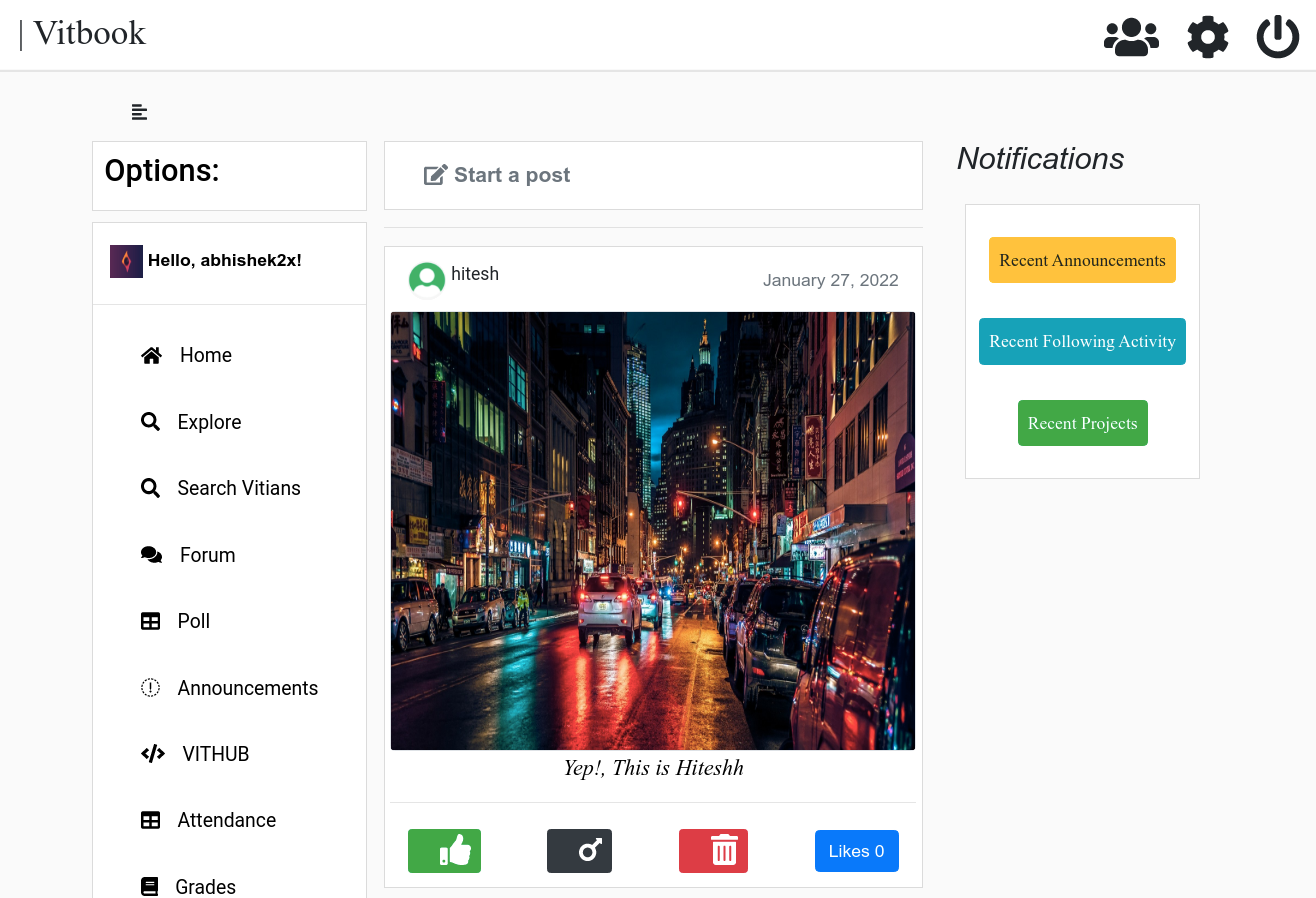 | Vitbook
Options:
Hello, abhishek2x!
Home
Explore
Search Vitians
Forum
Poll
Announcements
VITHUB
Attendance
Grades
Start a post
hitesh
January 27, 2022
Yep!, This is Hiteshh
Likes 0
Notifications
Recent Announcements
Recent Following Activity
Recent Projects